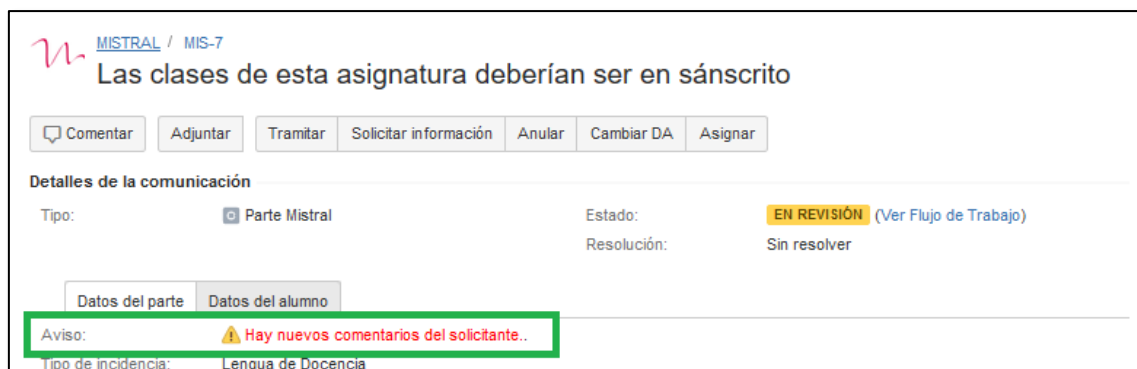 MISTRAL / MIS-7
Las clases de esta asignatura deberían ser en sánscrito
Comentar Adjuntar Tramitar Solicitar información Anular Cambiar DA Asignar
Detalles de la comunicación
Tipo: Parte Mistral Estado: EN REVISIÓN (Ver Flujo de Trabajo)
Resolución: Sin resolver
Datos del parte Datos del alumno
Aviso: Hay nuevos comentarios del solicitante..
Tipo de incidencia: Lengua de Docencia